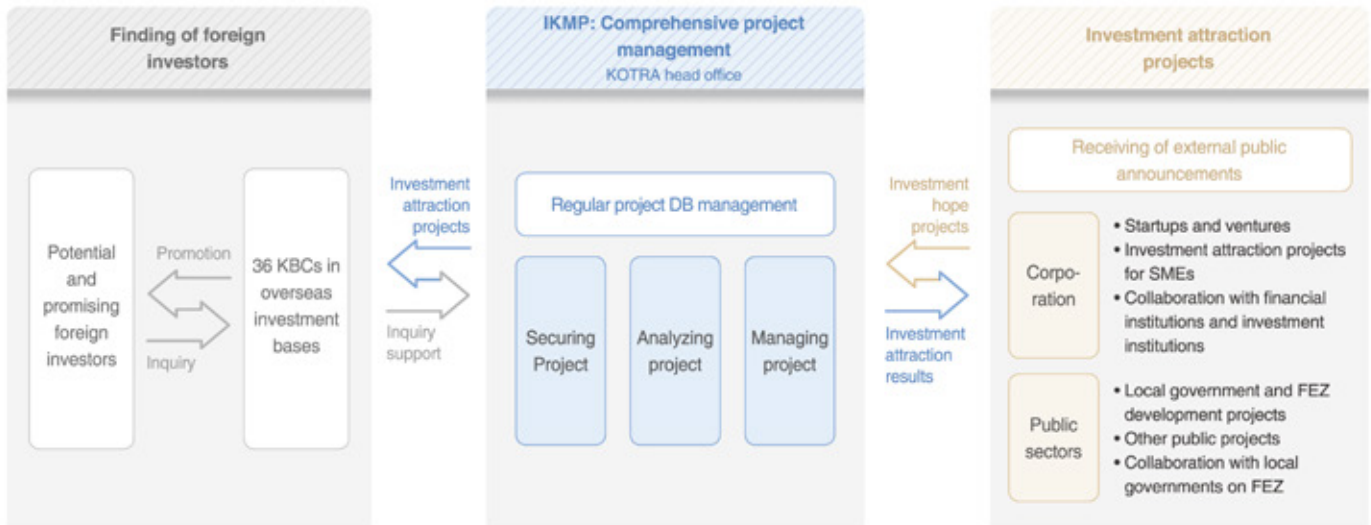 Finding of foreign
investors
Potential
and
promising
foreign
investors
Promotion
Inquiry
36 KBCs in
overseas
investment
bases
Investment
attraction
projects
Inquiry
support
IKMP: Comprehensive project
management
KOTRA head office
Regular project DB management
Securing
Project
Analyzing
project
Managing
project
Investment
hope
projects
Investment
attraction
results
Investment attraction
projects
Receiving of external public
announcements
Corpo-
ration
• Startups and ventures
• Investment attraction projects
for SMEs
• Collaboration with financial
institutions and investment
institutions
Public
sectors
• Local government and FEZ
development projects
• Other public projects
• Collaboration with local
governments on FEZ